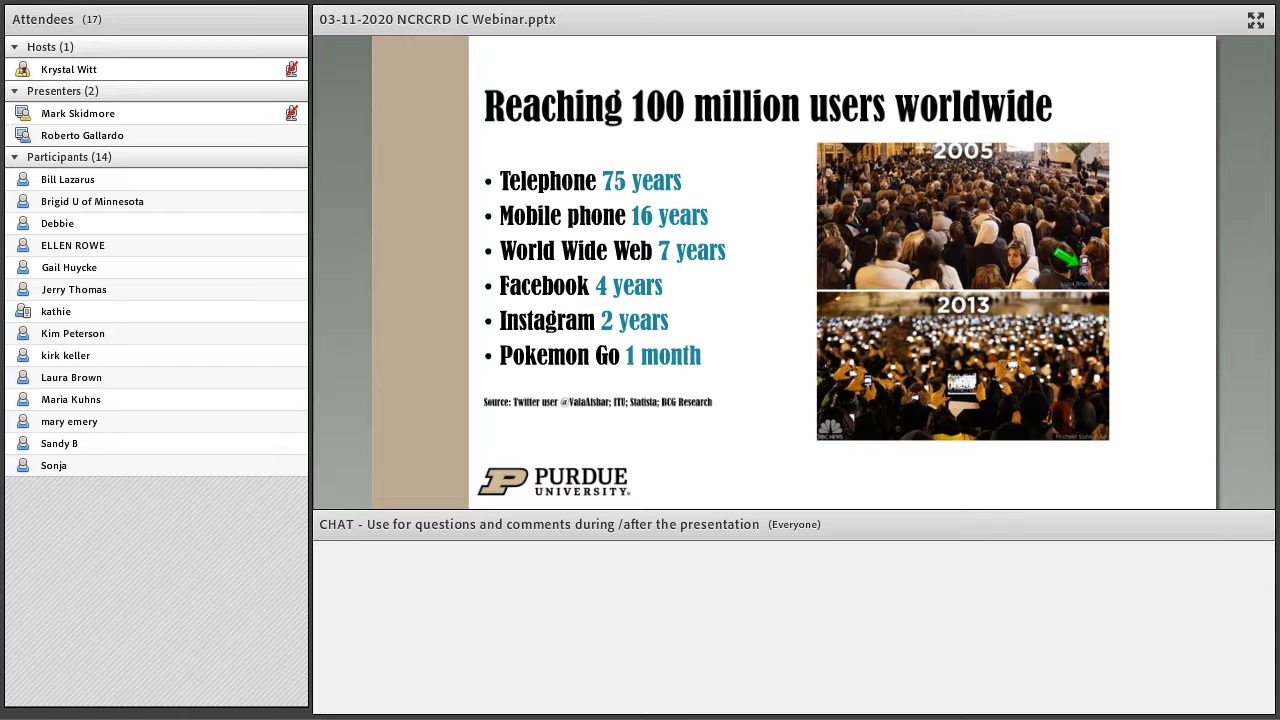 Attendees (17)
Hosts (1)
Krystal Witt
Presenters (2)
Mark Skidmore
Roberto Gallardo
Participants (14)
Bill Lazarus
Brigid U of Minnesota
Debbie
ELLEN ROWE
Gail Huycke
Jerry Thomas
kathie
Kim Peterson
kirk keller
Laura Brown
Maria Kuhns
mary emery
Sandy B
Sonja
03-11-2020 NCRCRD IC Webinar.pptx
Reaching 100 million users worldwide
• Telephone 75 years
• Mobile phone 16 years
• World Wide Web 7 years
• Facebook 4 years
• Instagram 2 years
• Pokemon Go 1 month
Source: Twitter user @ValaAfshar; ITU; Statista; BCG Research
2005
2013
NBC NEWS
PURDUE
UNIVERSITY®
CHAT - Use for questions and comments during /after the presentation (Everyone)